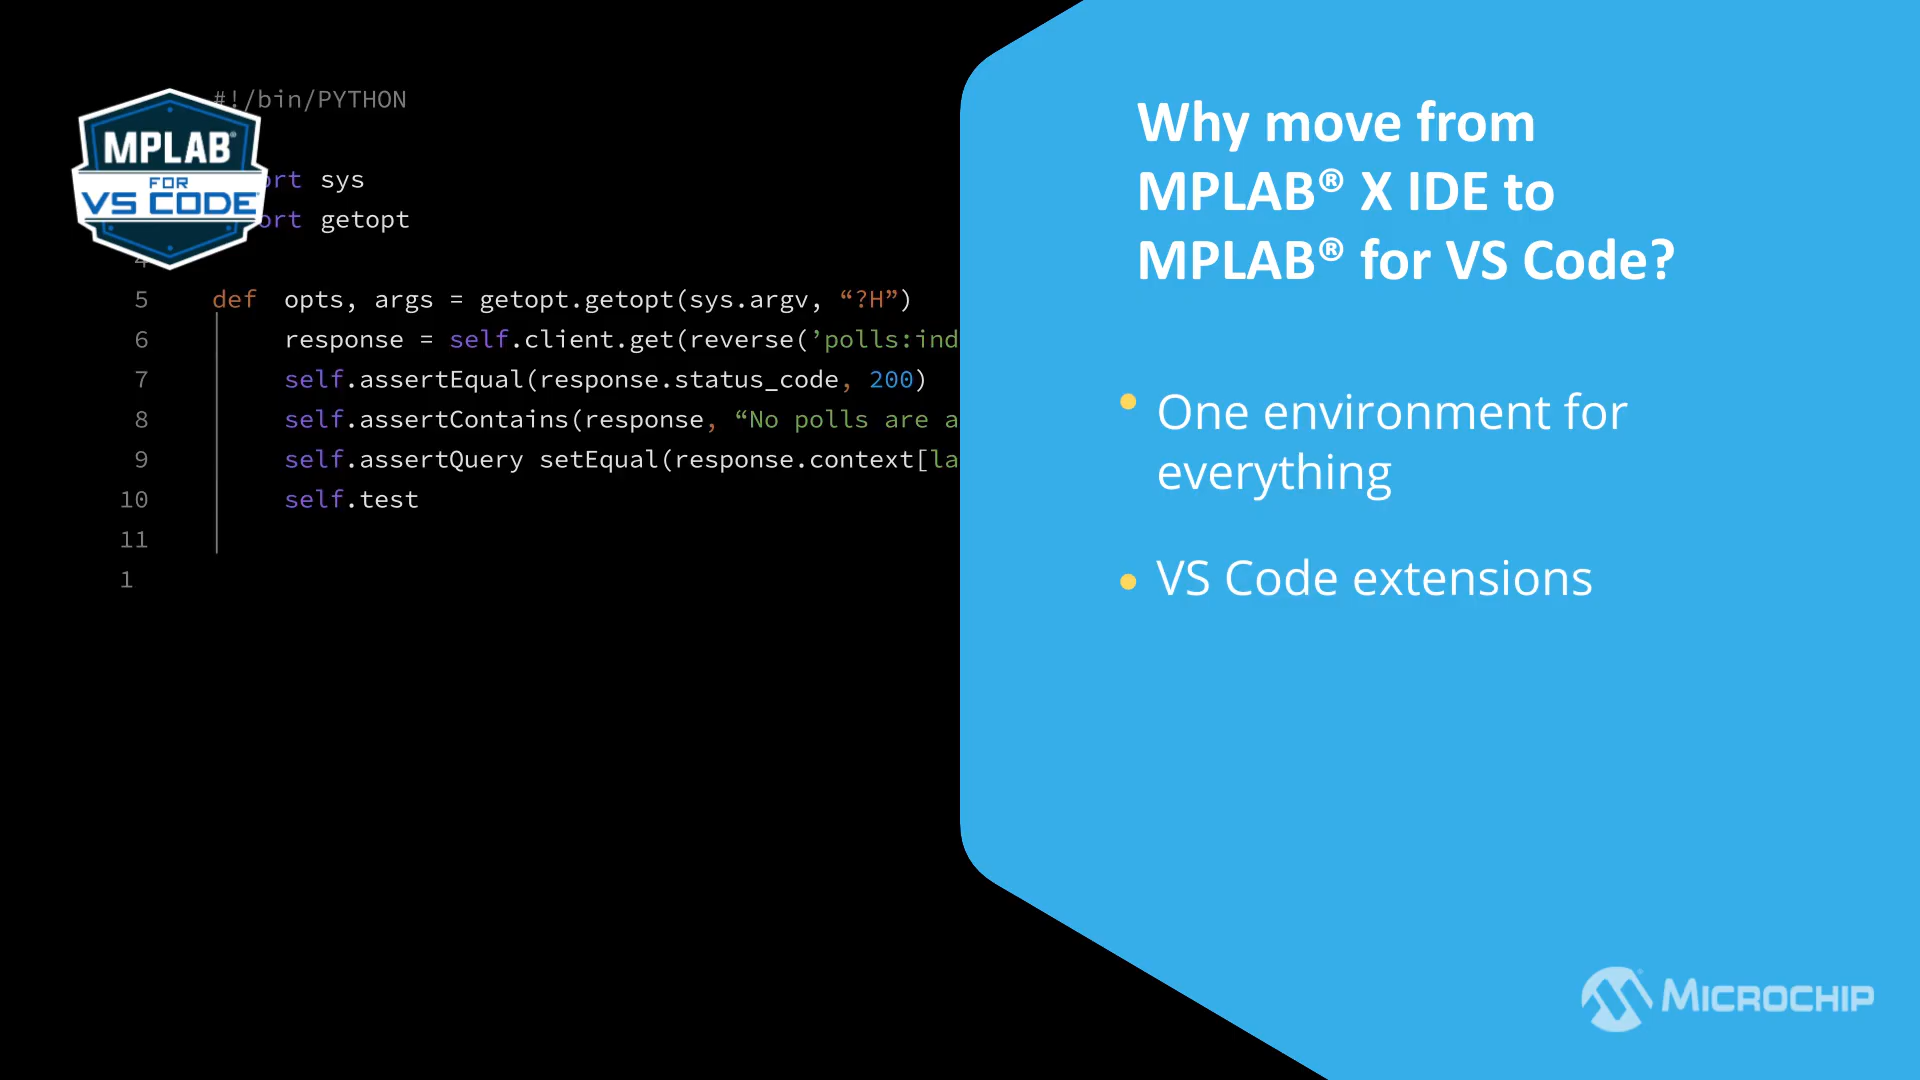 #!/bin/PYTHON
MPLAB®
FOR
VS CODE
ort sys
ort getopt
4
5 def opts, args = getopt.getopt(sys.argv, “?H”)
6 response = self.client.get(reverse(’polls:ind
7 self.assertEqual(response.status_code, 200)
8 self.assertContains(response, “No polls are a
9 self.assertQuery setEqual(response.context[la
10 self.test
11
1
Why move from
MPLAB® X IDE to
MPLAB® for VS Code?
• One environment for
everything
• VS Code extensions
MICROCHIP